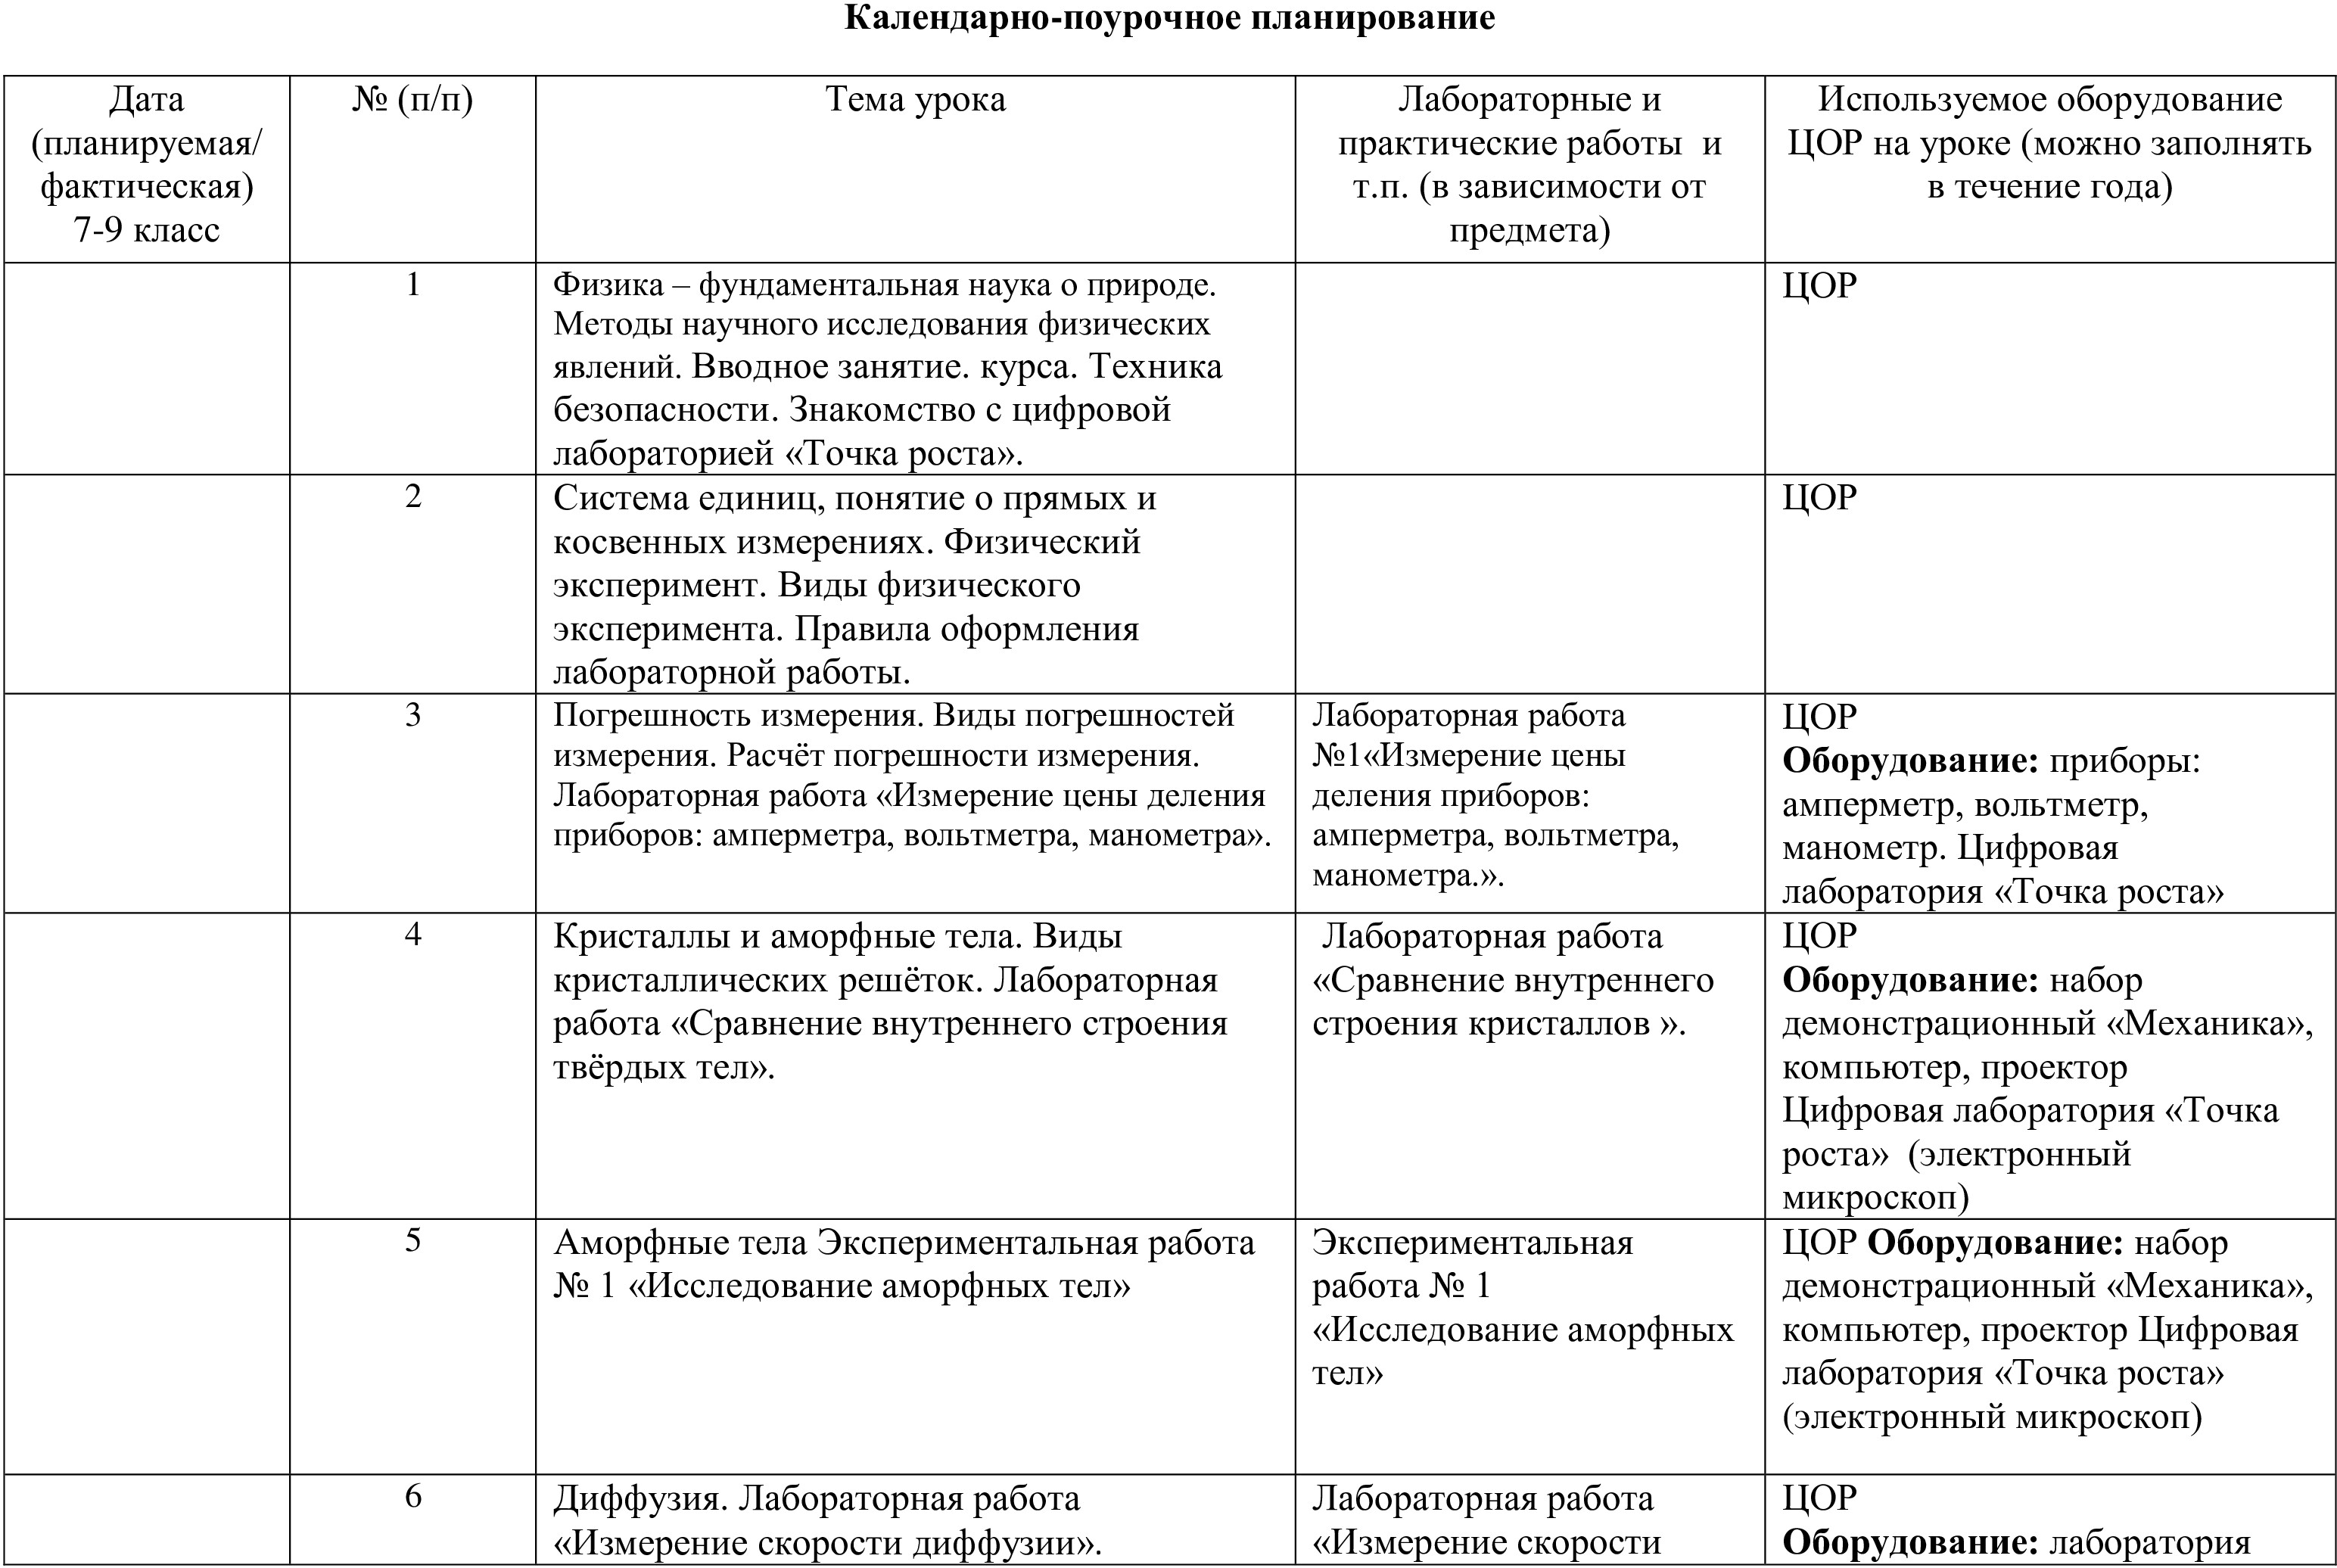 Календарно-поурочное планирование
Дата
(планируемая/
фактическая)
7-9 класс
№ (п/п)
Тема урока
Лабораторные и
практические работы  и
т.п. (в зависимости от
предмета)
Используемое оборудование
ЦОР на уроке (можно заполнять
в течение года)
1
Физика – фундаментальная наука о природе.
Методы научного исследования физических
явлений. Вводное занятие. курса. Техника
безопасности. Знакомство с цифровой
лабораторией «Точка роста».
ЦОР
2
Система единиц, понятие о прямых и
косвенных измерениях. Физический
эксперимент. Виды физического
эксперимента. Правила оформления
лабораторной работы.
ЦОР
3
Погрешность измерения. Виды погрешностей
измерения. Расчёт погрешности измерения.
Лабораторная работа «Измерение цены деления
приборов: амперметра, вольтметра, манометра».
Лабораторная работа
№1«Измерение цены
деления приборов:
амперметра, вольтметра,
манометра.».
ЦОР
Оборудование: приборы:
амперметр, вольтметр,
манометр. Цифровая
лаборатория «Точка роста»
4
Кристаллы и аморфные тела. Виды
кристаллических решёток. Лабораторная
работа «Сравнение внутреннего строения
твёрдых тел».
Лабораторная работа
«Сравнение внутреннего
строения кристаллов ».
ЦОР
Оборудование: набор
демонстрационный «Механика»,
компьютер, проектор
Цифровая лаборатория «Точка
роста»  (электронный
микроскоп)
5
Аморфные тела Экспериментальная работа
№ 1 «Исследование аморфных тел»
Экспериментальная
работа № 1
«Исследование аморфных
тел»
ЦОР Оборудование: набор
демонстрационный «Механика»,
компьютер, проектор Цифровая
лаборатория «Точка роста»
(электронный микроскоп)
6
Диффузия. Лабораторная работа
«Измерение скорости диффузии».
Лабораторная работа
«Измерение скорости
ЦОР
Оборудование: лаборатория